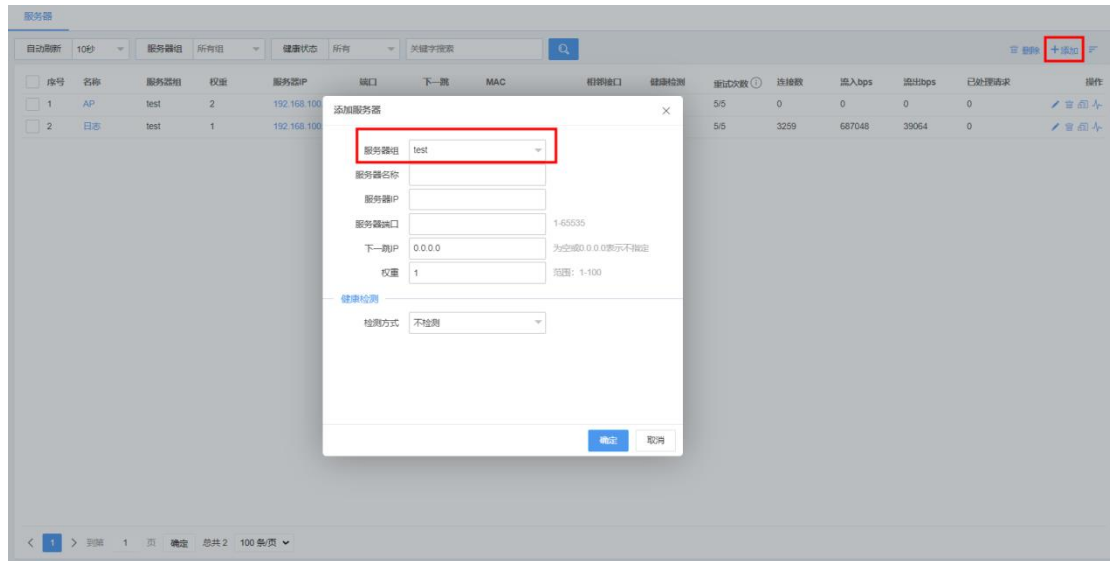 服务器
自动刷新 10秒 服务器组 所有组 健康状态 所有 关键字搜索 删除 +添加
序号 名称 服务器组 权重 服务器IP 端口 下一跳 MAC 相邻接口 健康检测 重试次数 连接数 流入bps 流出bps 已处理请求 操作
1 AP test 2 192.168.100 5/5 0 0 0 0
2 日志 test 1 192.168.100 5/5 3259 687048 39064 0
添加服务器
服务器组 test
服务器名称
服务器IP
服务器端口 1-65535
下一跳IP 0.0.0.0 为空或0.0.0.0表示不指定
权重 1 范围：1-100
健康检测
检测方式 不检测
确定 取消
1 到第 1 页 确定 总共 2 100 条/页